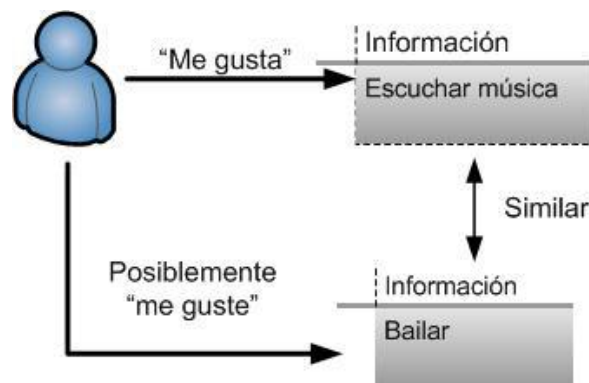 “Me gusta”
Información
Escuchar música
Similar
Posiblemente
“me guste”
Información
Bailar